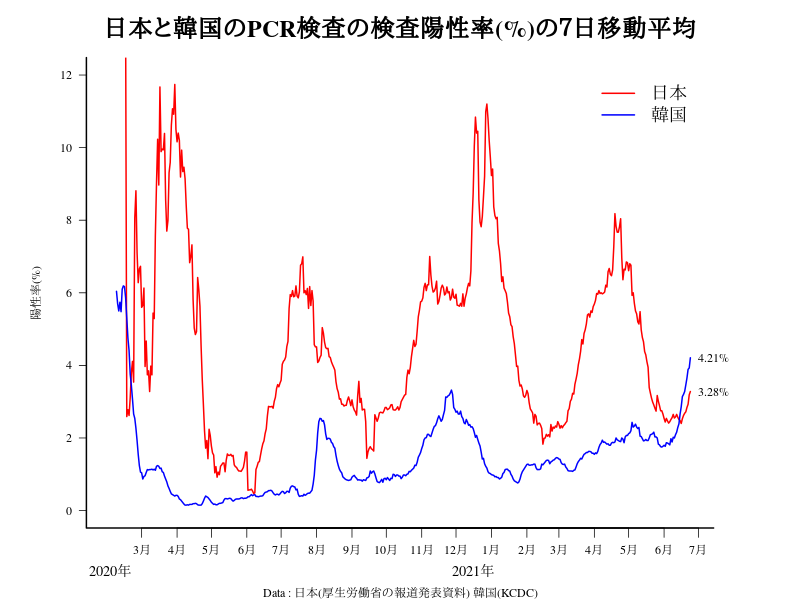 日本と韓国のPCR検査の検査陽性率(%)の7日移動平均
日本
韓国
陽性率(%)
12
10
8
6
4
2
0
4.21%
3.28%
3月 4月 5月 6月 7月 8月 9月 10月 11月 12月 1月 2月 3月 4月 5月 6月 7月
2020年 2021年
Data : 日本(厚生労働省の報道発表資料) 韓国(KCDC)